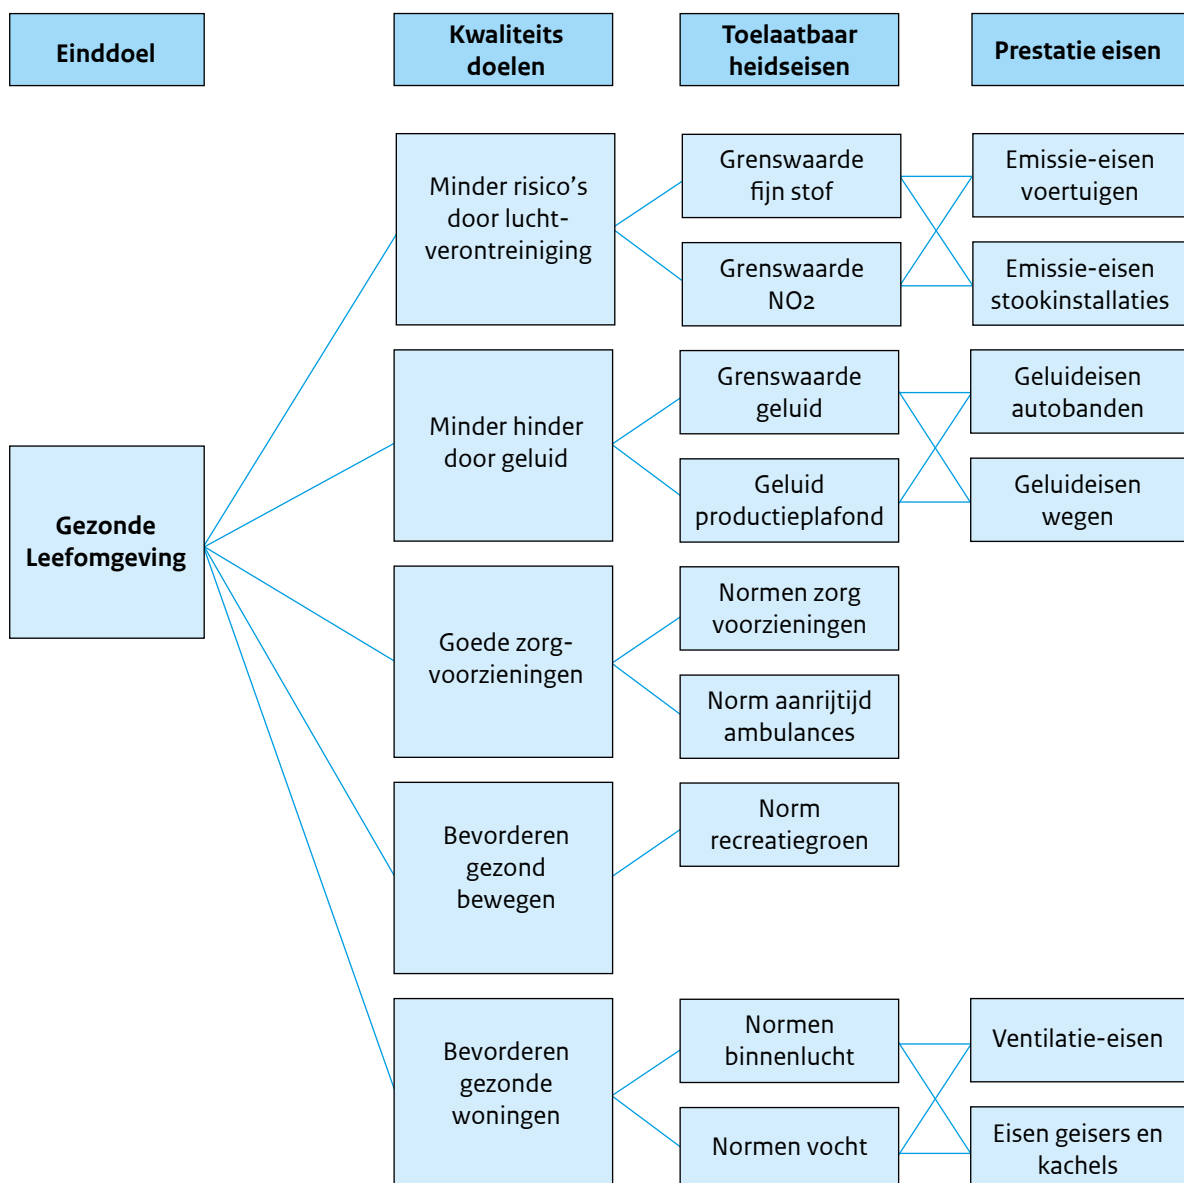 Einddoel
Kwaliteits
doelen
Toelaatbaar
heidseisen
Prestatie eisen
Gezonde
Leefomgeving
Minder risico's
door lucht-
verontreiniging
Grenswaarde
fijn stof
Grenswaarde
NO2
Emissie-eisen
voertuigen
Emissie-eisen
stookinstallaties
Minder hinder
door geluid
Grenswaarde
geluid
Geluid
productieplafond
Geluideisen
autobanden
Geluideisen
wegen
Goede zorg-
voorzieningen
Normen zorg
voorzieningen
Norm aanrijtijd
ambulances
Bevorderen
gezond
bewegen
Norm
recreatiegroen
Bevorderen
gezonde
woningen
Normen
binnenlucht
Normen vocht
Ventilatie-eisen
Eisen geisers en
kachels